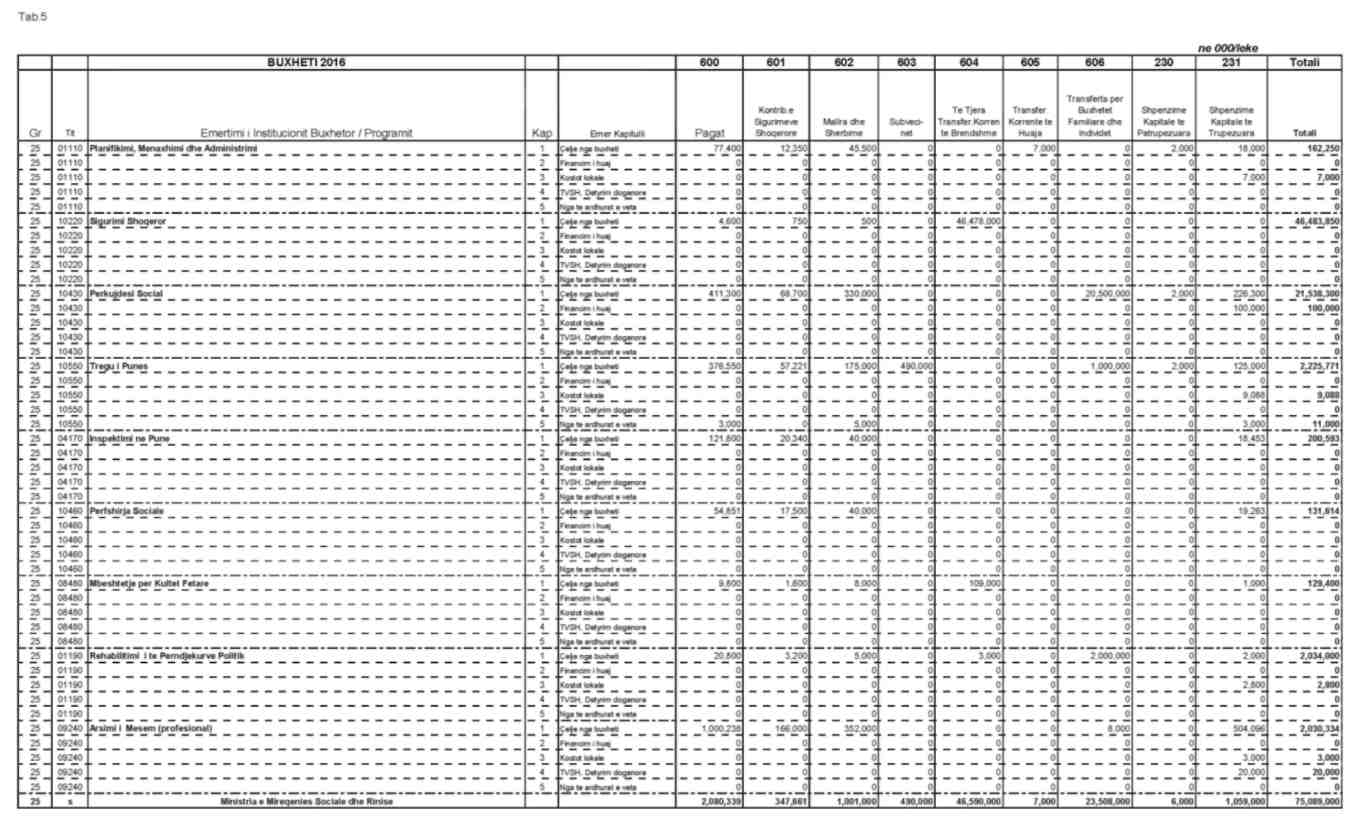 Tab.5
ne 000/leke
BUXHETI 2016 600 601 602 603 604 605 606 230 231 Totali
Gr Tit Emertimi i Institucionit Buxhetor / Programit Kap Emer Kapitulli Pagat Kontrib.e Sigurimeve Shoqerore Mallra dhe Sherbime Subvecionet Te Tjera Transfer.Korren te Brendshme Transfer Korrente te Huaja Transferta per Buxhetet Familiare dhe Individet Shpenzime Kapitale te Patrupezuara Shpenzime Kapitale te Trupezuara Totali
25 01110 Planifikimi, Menaxhimi dhe Administrimi 1 Celje nga buxheti 77,400 12,350 45,500 0 0 7,000 0 2,000 18,000 162,250
25 01110 2 Financim i huaj 0 0 0 0 0 0 0 0 0 0
25 01110 3 Kostot lokale 0 0 0 0 0 0 0 0 7,000 7,000
25 01110 4 TVSH, Detyrim doganore 0 0 0 0 0 0 0 0 0 0
25 01110 5 Nga te ardhurat e veta 0 0 0 0 0 0 0 0 0 0
25 10220 Sigurimi Shoqeror 1 Celje nga buxheti 4,600 750 500 0 46,478,000 0 0 0 0 46,483,850
25 10220 2 Financim i huaj 0 0 0 0 0 0 0 0 0 0
25 10220 3 Kostot lokale 0 0 0 0 0 0 0 0 0 0
25 10220 4 TVSH, Detyrim doganore 0 0 0 0 0 0 0 0 0 0
25 10220 5 Nga te ardhurat e veta 0 0 0 0 0 0 0 0 0 0
25 10430 Perkujdesi Social 1 Celje nga buxheti 411,300 68,700 330,000 0 0 0 20,500,000 2,000 226,300 21,538,300
25 10430 2 Financim i huaj 0 0 0 0 0 0 0 0 100,000 100,000
25 10430 3 Kostot lokale 0 0 0 0 0 0 0 0 0 0
25 10430 4 TVSH, Detyrim doganore 0 0 0 0 0 0 0 0 0 0
25 10430 5 Nga te ardhurat e veta 0 0 0 0 0 0 0 0 0 0
25 10550 Tregu i Punes 1 Celje nga buxheti 376,550 57,221 175,000 490,000 0 0 1,000,000 2,000 125,000 2,225,771
25 10550 2 Financim i huaj 0 0 0 0 0 0 0 0 0 0
25 10550 3 Kostot lokale 0 0 0 0 0 0 0 0 9,088 9,088
25 10550 4 TVSH, Detyrim doganore 0 0 0 0 0 0 0 0 0 0
25 10550 5 Nga te ardhurat e veta 3,000 0 5,000 0 0 0 0 0 3,000 11,000
25 04170 Inspektimi ne Pune 1 Celje nga buxheti 121,800 20,340 40,000 0 0 0 0 0 18,453 200,593
25 04170 2 Financim i huaj 0 0 0 0 0 0 0 0 0 0
25 04170 3 Kostot lokale 0 0 0 0 0 0 0 0 0 0
25 04170 4 TVSH, Detyrim doganore 0 0 0 0 0 0 0 0 0 0
25 04170 5 Nga te ardhurat e veta 0 0 0 0 0 0 0 0 0 0
25 10460 Perfshirja Sociale 1 Celje nga buxheti 54,851 17,500 40,000 0 0 0 0 0 19,263 131,614
25 10460 2 Financim i huaj 0 0 0 0 0 0 0 0 0 0
25 10460 3 Kostot lokale 0 0 0 0 0 0 0 0 0 0
25 10460 4 TVSH, Detyrim doganore 0 0 0 0 0 0 0 0 0 0
25 10460 5 Nga te ardhurat e veta 0 0 0 0 0 0 0 0 0 0
25 08480 Mbeshtetje per Kultet Fetare 1 Celje nga buxheti 9,800 1,600 8,000 0 109,000 0 0 0 1,000 129,400
25 08480 2 Financim i huaj 0 0 0 0 0 0 0 0 0 0
25 08480 3 Kostot lokale 0 0 0 0 0 0 0 0 0 0
25 08480 4 TVSH, Detyrim doganore 0 0 0 0 0 0 0 0 0 0
25 08480 5 Nga te ardhurat e veta 0 0 0 0 0 0 0 0 0 0
25 01190 Rehabilitimi i te Perndjekurve Politik 1 Celje nga buxheti 20,800 3,200 5,000 0 3,000 0 2,000,000 0 2,000 2,034,000
25 01190 2 Financim i huaj 0 0 0 0 0 0 0 0 0 0
25 01190 3 Kostot lokale 0 0 0 0 0 0 0 0 2,800 2,800
25 01190 4 TVSH, Detyrim doganore 0 0 0 0 0 0 0 0 0 0
25 01190 5 Nga te ardhurat e veta 0 0 0 0 0 0 0 0 0 0
25 09240 Arsimi i Mesem (profesional) 1 Celje nga buxheti 1,000,238 166,000 352,000 0 0 0 8,000 0 504,096 2,030,334
25 09240 2 Financim i huaj 0 0 0 0 0 0 0 0 0 0
25 09240 3 Kostot lokale 0 0 0 0 0 0 0 0 3,000 3,000
25 09240 4 TVSH, Detyrim doganore 0 0 0 0 0 0 0 0 20,000 20,000
25 09240 5 Nga te ardhurat e veta 0 0 0 0 0 0 0 0 0 0
25 s Ministria e Mireqenies Sociale dhe Rinise 2,080,339 347,661 1,001,000 490,000 46,590,000 7,000 23,508,000 6,000 1,059,000 75,089,000